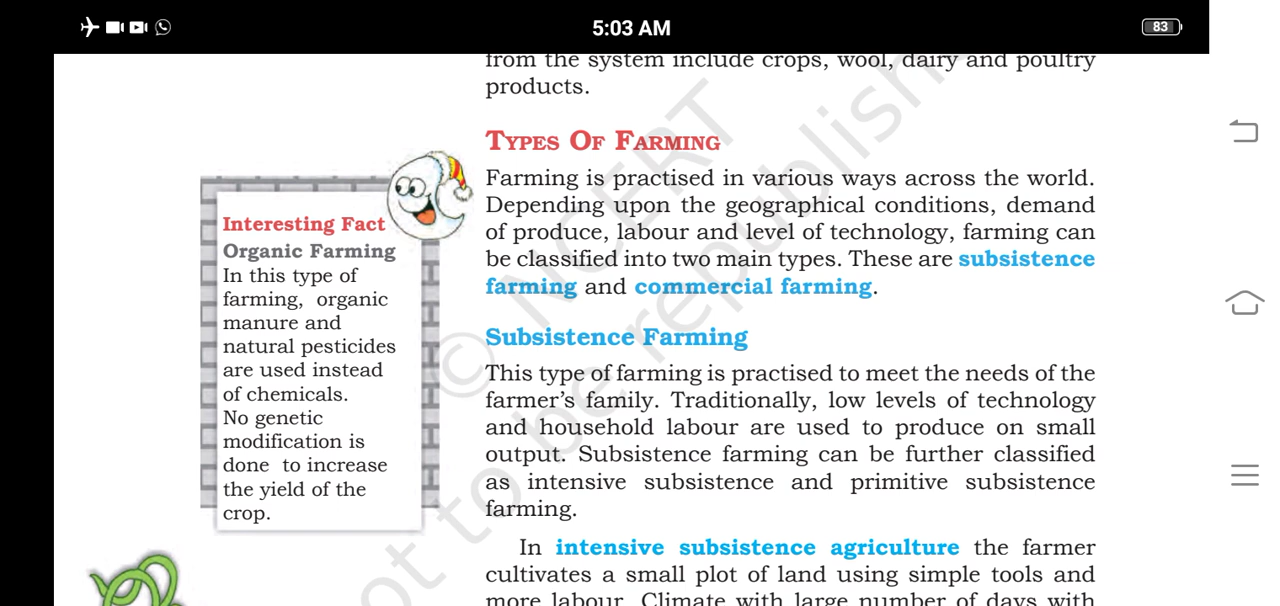 5:03 AM
83
from the system include crops, wool, dairy and poultry
products.
TYPES OF FARMING
Farming is practised in various ways across the world.
Depending upon the geographical conditions, demand
of produce, labour and level of technology, farming can
be classified into two main types. These are subsistence
farming and commercial farming.
Subsistence Farming
This type of farming is practised to meet the needs of the
farmer’s family. Traditionally, low levels of technology
and household labour are used to produce on small
output. Subsistence farming can be further classified
as intensive subsistence and primitive subsistence
farming.
In intensive subsistence agriculture the farmer
cultivates a small plot of land using simple tools and
more labour. Climate with large number of days with
Interesting Fact
Organic Farming
In this type of
farming, organic
manure and
natural pesticides
are used instead
of chemicals.
No genetic
modification is
done to increase
the yield of the
crop.
© NCERT
not to be republished